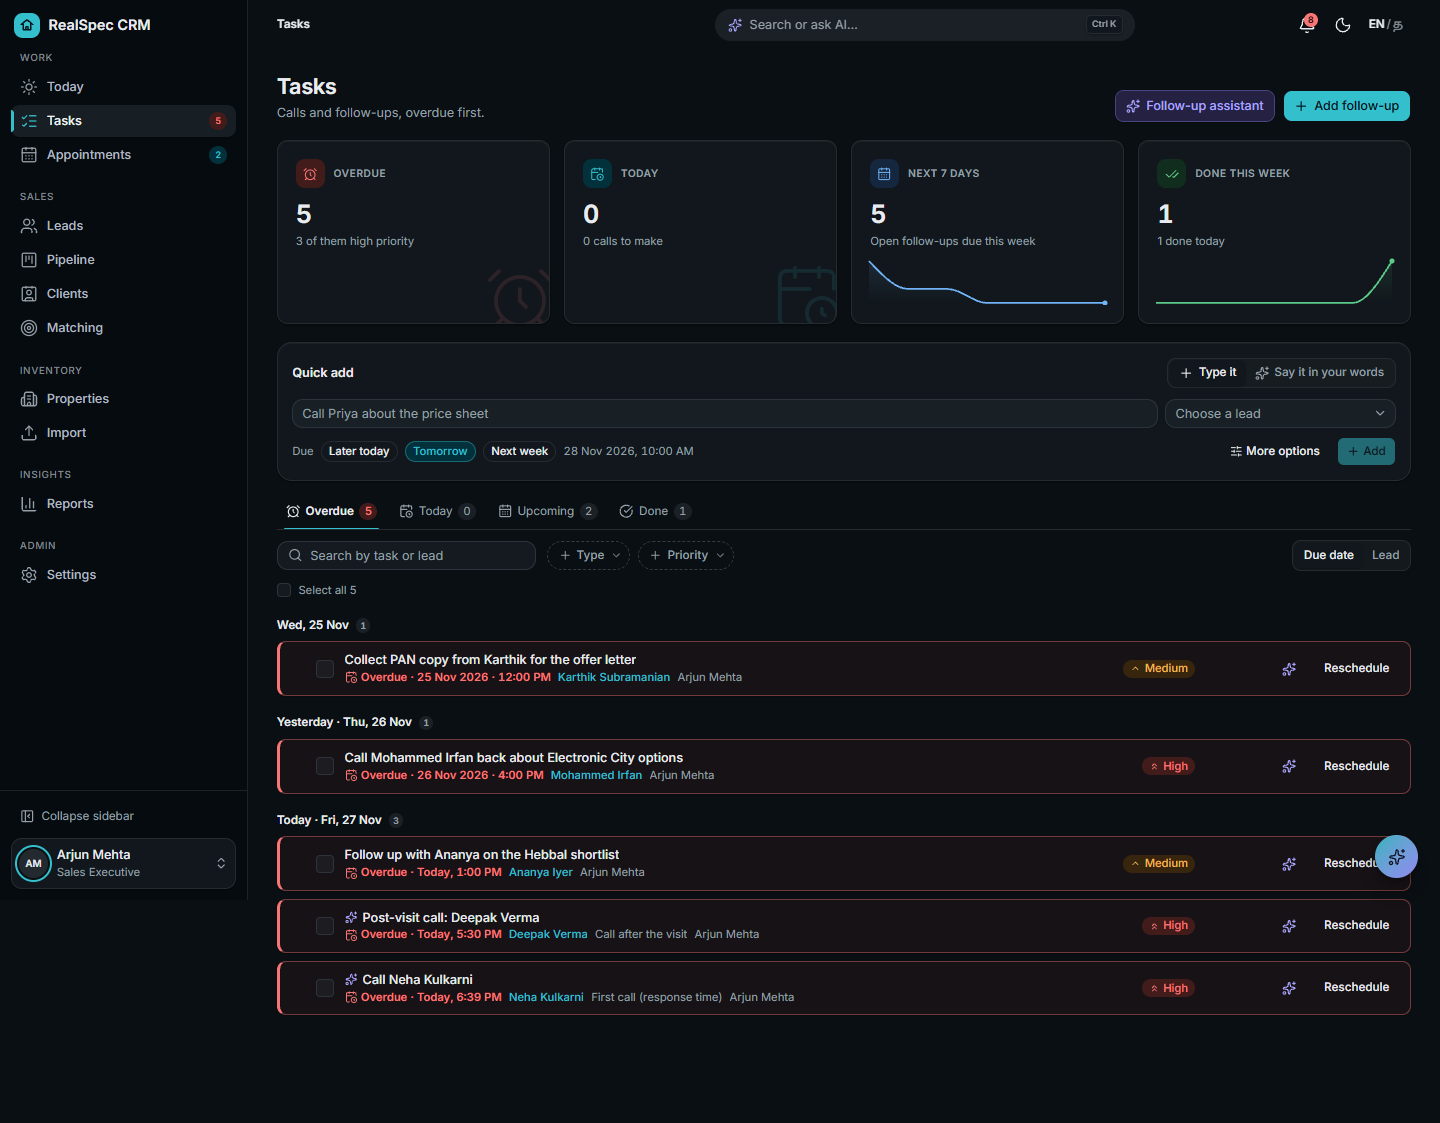 RealSpec CRM
WORK
Today
Tasks 5
Appointments 2
SALES
Leads
Pipeline
Clients
Matching
INVENTORY
Properties
Import
INSIGHTS
Reports
ADMIN
Settings
Collapse sidebar
AM
Arjun Mehta
Sales Executive
Tasks
Search or ask AI...
Ctrl K
8
EN / த
Tasks
Calls and follow-ups, overdue first.
Follow-up assistant
Add follow-up
OVERDUE
5
3 of them high priority
TODAY
0
0 calls to make
NEXT 7 DAYS
5
Open follow-ups due this week
DONE THIS WEEK
1
1 done today
Quick add
Type it
Say it in your words
Call Priya about the price sheet
Choose a lead
Due Later today Tomorrow Next week 28 Nov 2026, 10:00 AM
More options
Add
Overdue 5 Today 0 Upcoming 2 Done 1
Search by task or lead
Type
Priority
Due date Lead
Select all 5
Wed, 25 Nov 1
Collect PAN copy from Karthik for the offer letter
Overdue · 25 Nov 2026 · 12:00 PM Karthik Subramanian Arjun Mehta
Medium
Reschedule
Yesterday · Thu, 26 Nov 1
Call Mohammed Irfan back about Electronic City options
Overdue · 26 Nov 2026 · 4:00 PM Mohammed Irfan Arjun Mehta
High
Reschedule
Today · Fri, 27 Nov 3
Follow up with Ananya on the Hebbal shortlist
Overdue · Today, 1:00 PM Ananya Iyer Arjun Mehta
Medium
Post-visit call: Deepak Verma
Overdue · Today, 5:30 PM Deepak Verma Call after the visit Arjun Mehta
High
Reschedule
Call Neha Kulkarni
Overdue · Today, 6:39 PM Neha Kulkarni First call (response time) Arjun Mehta
High
Reschedule